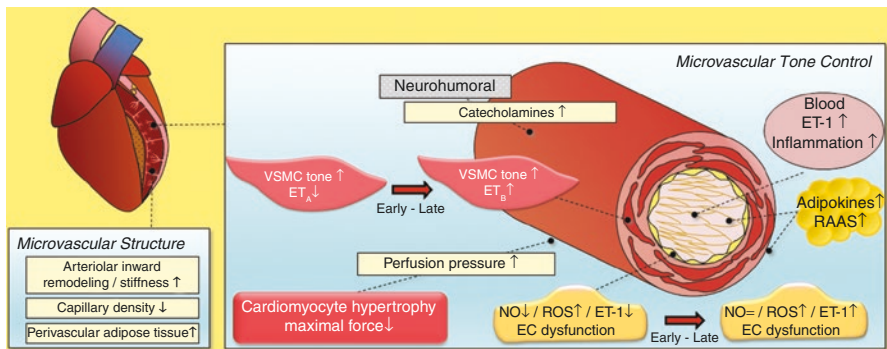 Microvascular Tone Control
Neurohumoral
Catecholamines ↑
Blood
ET-1 ↑
Inflammation ↑
VSMC tone ↑
ET_A↓
Early - Late
VSMC tone ↑
ET_B↑
Adipokines↑
RAAS↑
Microvascular Structure
Arteriolar inward
remodeling / stiffness ↑
Capillary density ↓
Perivascular adipose tissue↑
Perfusion pressure ↑
Cardiomyocyte hypertrophy
maximal force↓
NO↓ / ROS↑ / ET-1↓
EC dysfunction
Early - Late
NO= / ROS↑ / ET-1↑
EC dysfunction